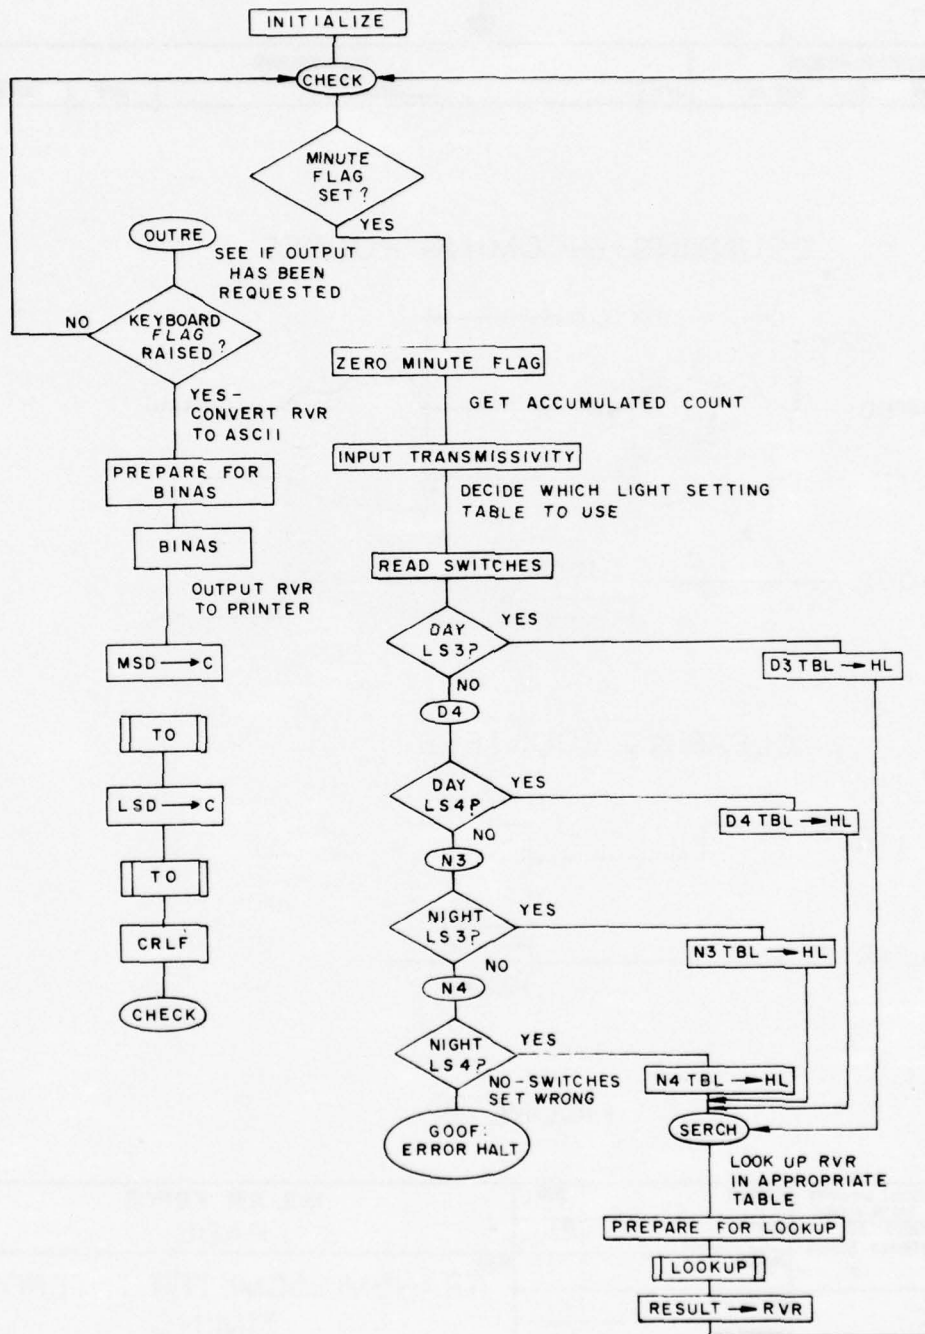 INITIALIZE
CHECK
MINUTE
FLAG
SET?
YES
OUTRE
SEE IF OUTPUT
HAS BEEN
REQUESTED
NO
KEYBOARD
FLAG
RAISED?
YES-
CONVERT RVR
TO ASCII
PREPARE FOR
BINAS
BINAS
OUTPUT RVR
TO PRINTER
MSD → C
TO
LSD → C
TO
CRLF
CHECK
ZERO MINUTE FLAG
GET ACCUMULATED COUNT
INPUT TRANSMISSIVITY
DECIDE WHICH LIGHT SETTING
TABLE TO USE
READ SWITCHES
DAY
LS3?
YES
D3 TBL → HL
NO
D4
DAY
LS4?
YES
D4 TBL → HL
NO
N3
NIGHT
LS3?
YES
N3 TBL → HL
NO
N4
NIGHT
LS4?
YES
N4 TBL → HL
NO-SWITCHES
SET WRONG
GOOF:
ERROR HALT
SERCH
LOOK UP RVR
IN APPROPRIATE
TABLE
PREPARE FOR LOOKUP
LOOKUP
RESULT → RVR